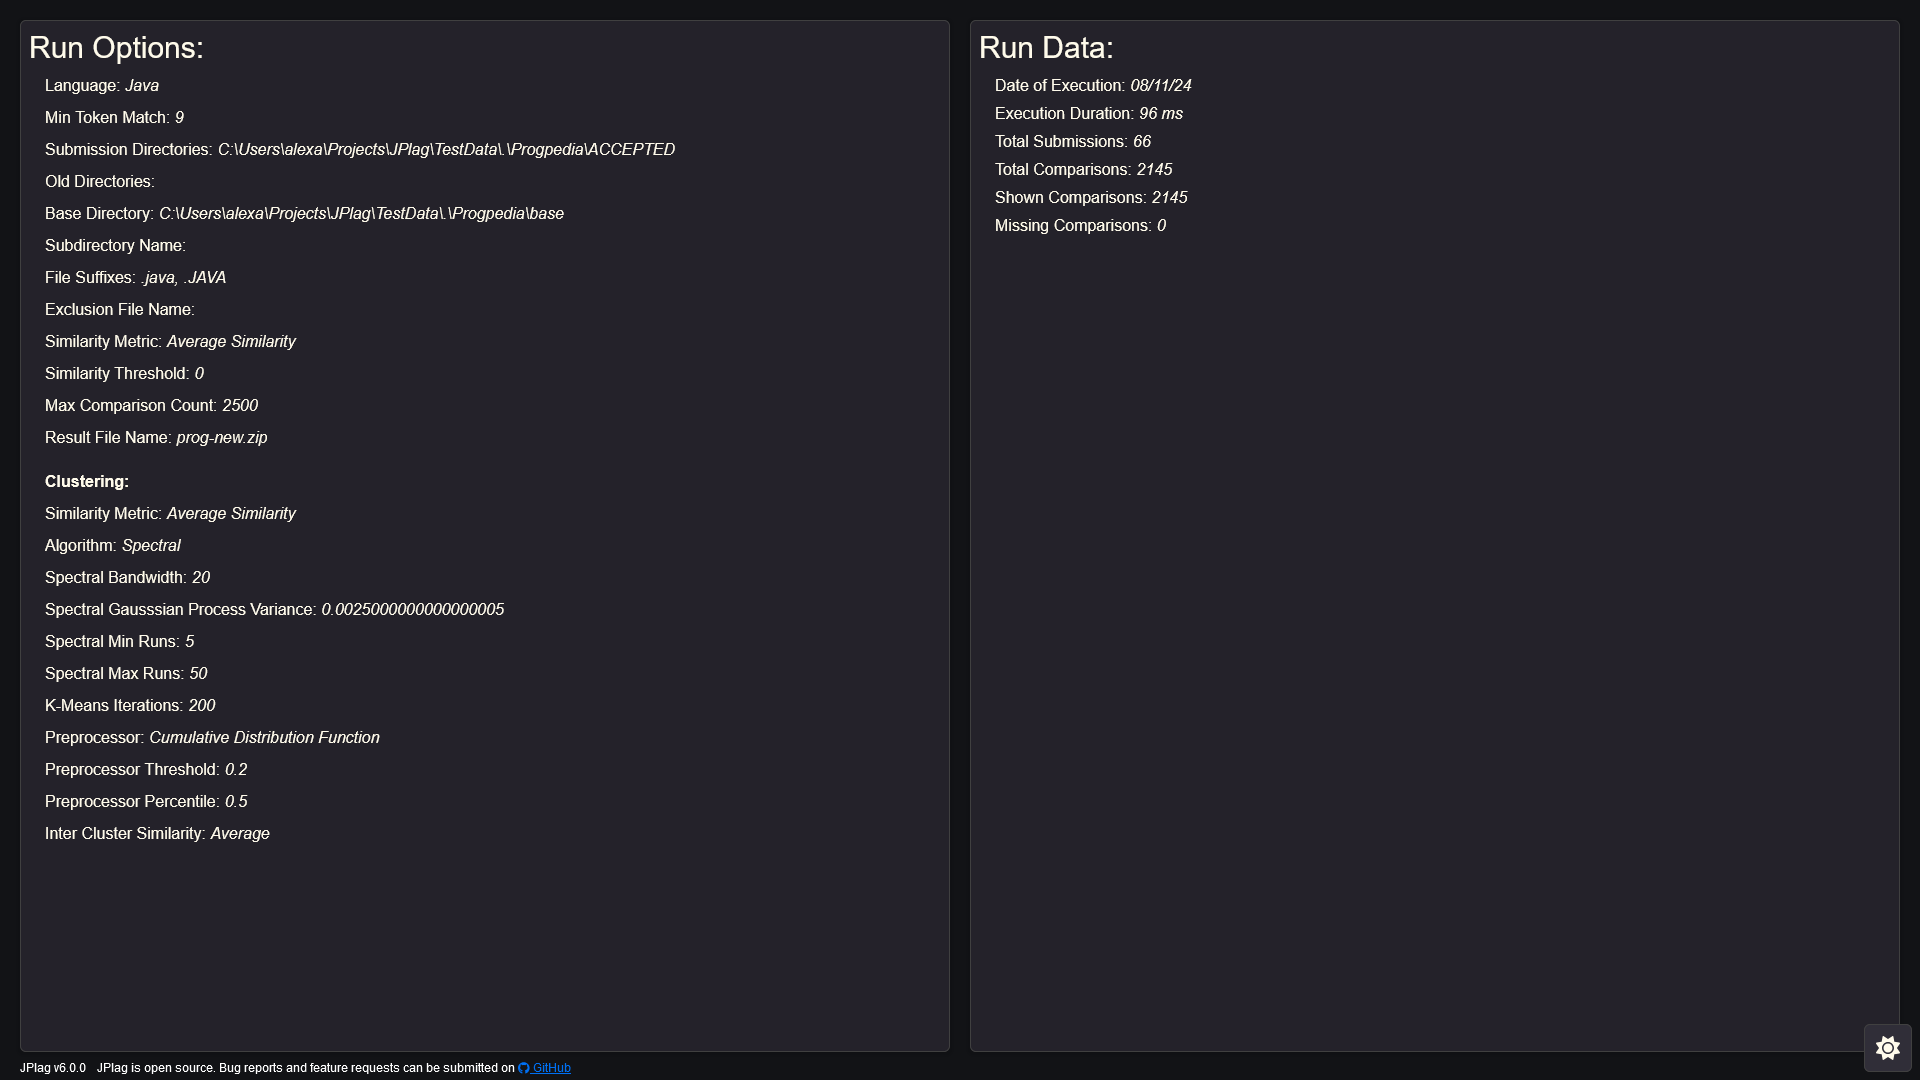 Run Options:
Language: Java
Min Token Match: 9
Submission Directories: C:\Users\alexa\Projects\JPlag\TestData\.\Progpedia\ACCEPTED
Old Directories:
Base Directory: C:\Users\alexa\Projects\JPlag\TestData\.\Progpedia\base
Subdirectory Name:
File Suffixes: .java, .JAVA
Exclusion File Name:
Similarity Metric: Average Similarity
Similarity Threshold: 0
Max Comparison Count: 2500
Result File Name: prog-new.zip
Clustering:
Similarity Metric: Average Similarity
Algorithm: Spectral
Spectral Bandwidth: 20
Spectral Gausssian Process Variance: 0.0025000000000000005
Spectral Min Runs: 5
Spectral Max Runs: 50
K-Means Iterations: 200
Preprocessor: Cumulative Distribution Function
Preprocessor Threshold: 0.2
Preprocessor Percentile: 0.5
Inter Cluster Similarity: Average
Run Data:
Date of Execution: 08/11/24
Execution Duration: 96 ms
Total Submissions: 66
Total Comparisons: 2145
Shown Comparisons: 2145
Missing Comparisons: 0
JPlag v6.0.0 JPlag is open source. Bug reports and feature requests can be submitted on GitHub